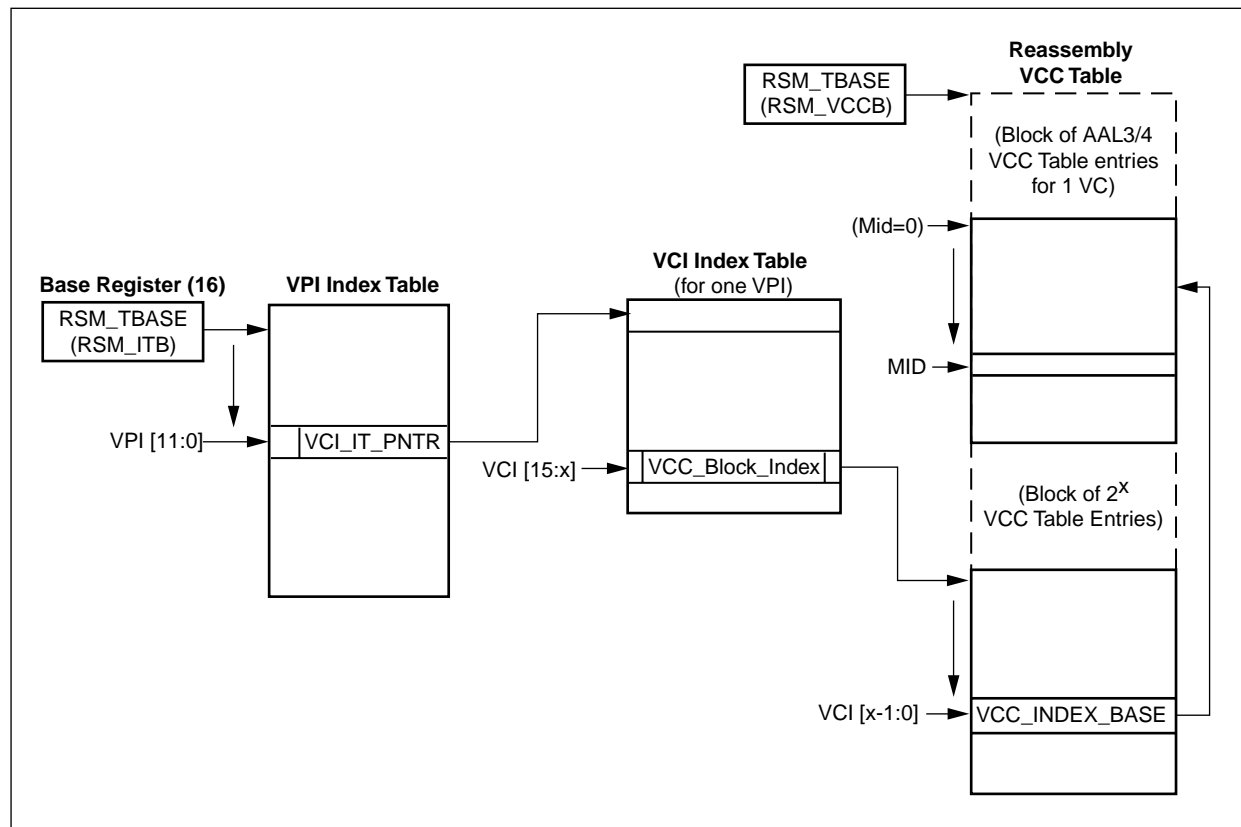 Reassembly
VCC Table
RSM_TBASE
(RSM_VCCB)
(Block of AAL3/4
VCC Table entries
for 1 VC)
(Mid=0)
VCI Index Table
(for one VPI)
Base Register (16)
VPI Index Table
RSM_TBASE
(RSM_ITB)
MID
VPI [11:0]
VCI_IT_PNTR
VCI [15:x]
VCC_Block_Index
(Block of 2^x
VCC Table Entries)
VCI [x-1:0]
VCC_INDEX_BASE